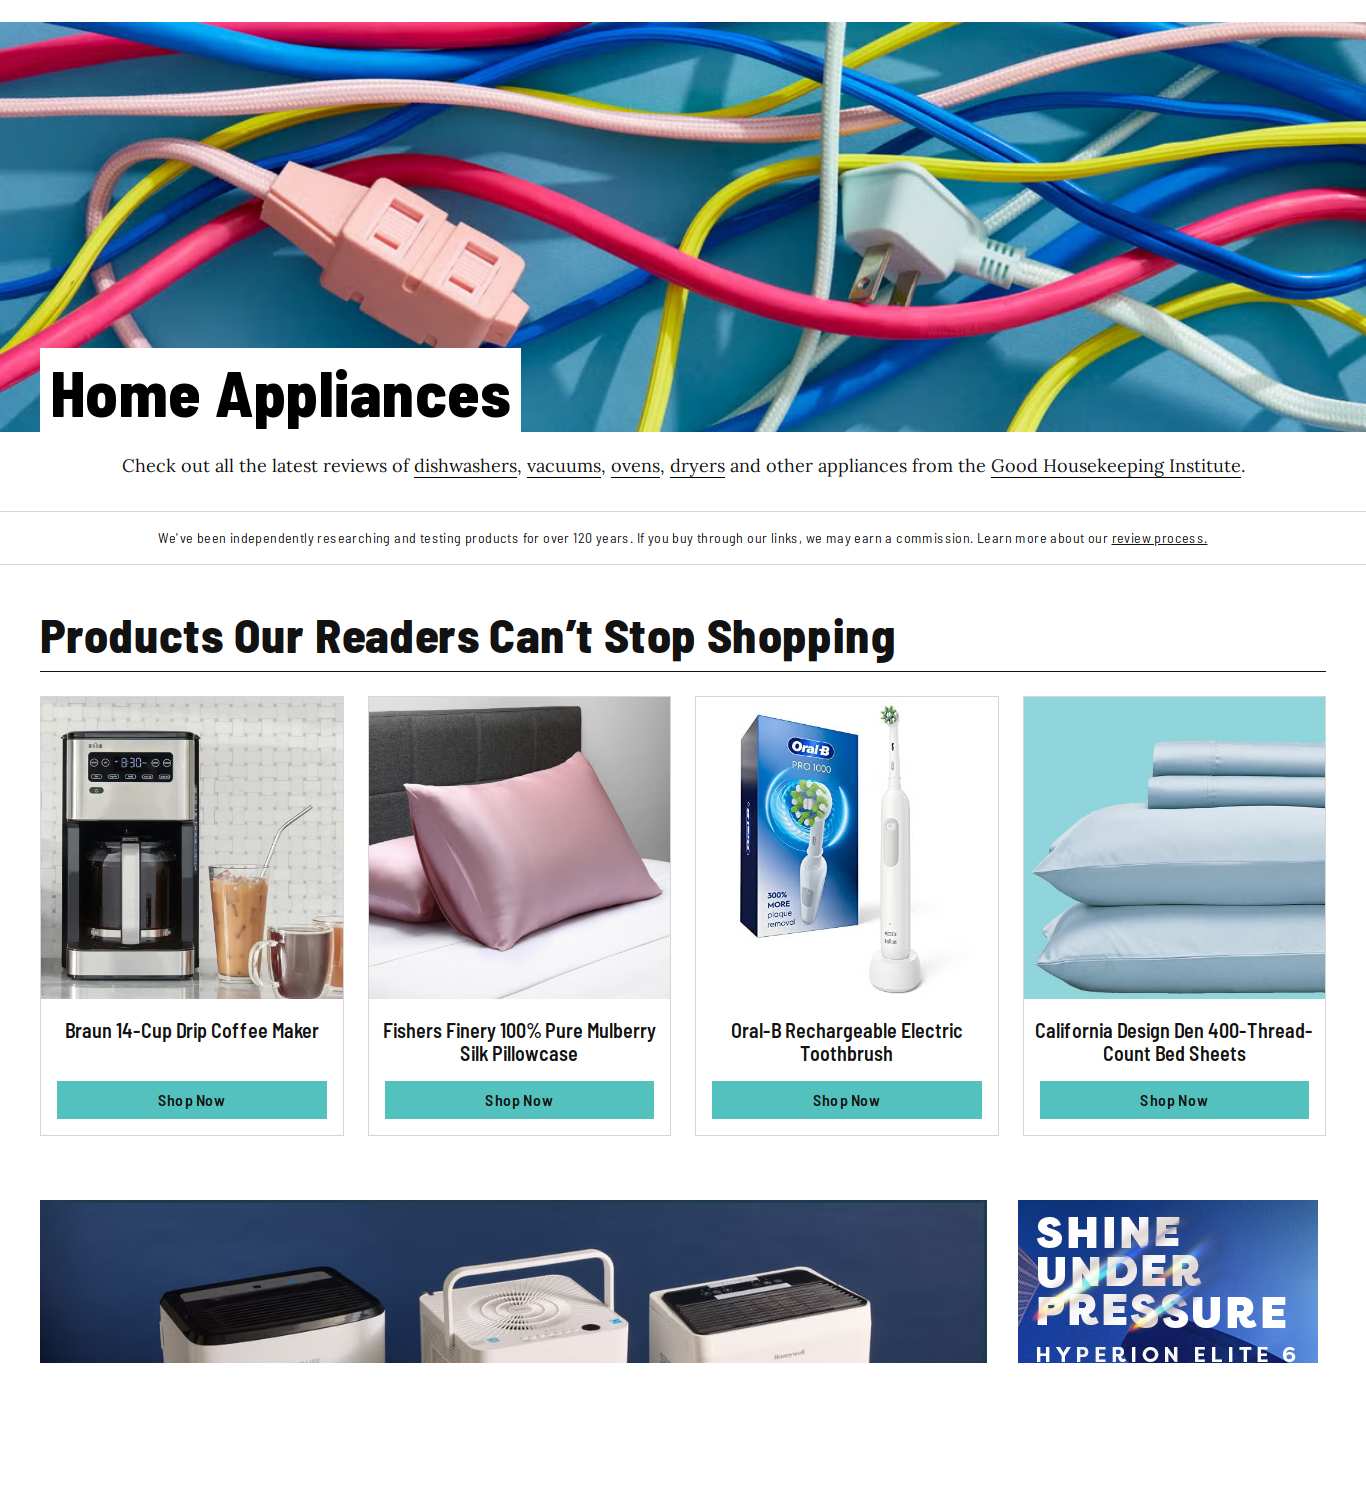 Home Appliances
Check out all the latest reviews of dishwashers, vacuums, ovens, dryers and other appliances from the Good Housekeeping Institute.
We've been independently researching and testing products for over 120 years. If you buy through our links, we may earn a commission. Learn more about our review process.
Products Our Readers Can’t Stop Shopping
8:30
Oral-B
PRO 1000
300%
MORE
plaque
removal
Braun 14-Cup Drip Coffee Maker
Fishers Finery 100% Pure Mulberry
Silk Pillowcase
Oral-B Rechargeable Electric
Toothbrush
California Design Den 400-Thread-
Count Bed Sheets
Shop Now
Shop Now
Shop Now
Shop Now
Honeywell
SHINE
UNDER
PRESSURE
HYPERION ELITE 6